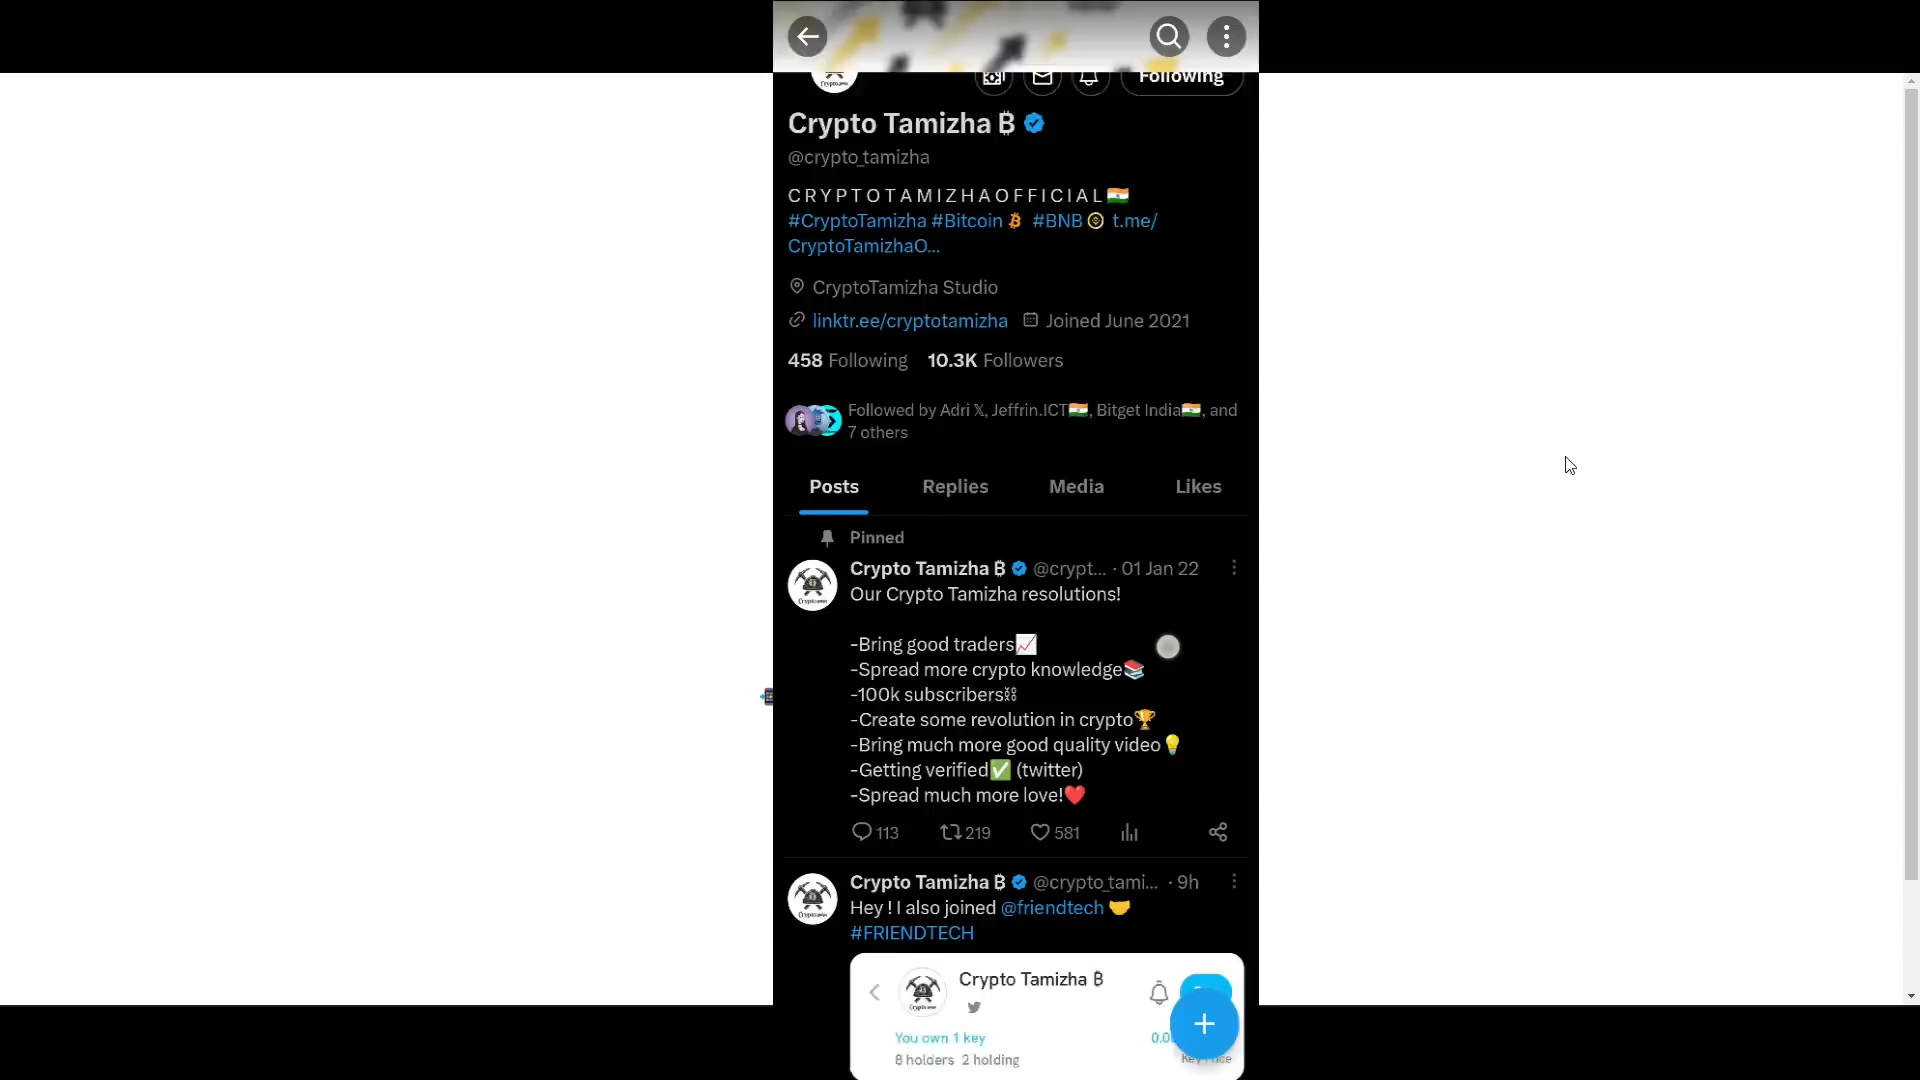 Following
Crypto Tamizha ₿
@crypto_tamizha
C R Y P T O T A M I Z H A O F F I C I A L 🇮🇳
#CryptoTamizha #Bitcoin #BNB t.me/
CryptoTamizhaO...
CryptoTamizha Studio
linktr.ee/cryptotamizha Joined June 2021
458 Following 10.3K Followers
Followed by Adri 𝕏, Jeffrin.ICT🇮🇳, Bitget India🇮🇳, and
7 others
Posts Replies Media Likes
Pinned
Crypto Tamizha ₿ @crypt... · 01 Jan 22
Our Crypto Tamizha resolutions!
-Bring good traders📈
-Spread more crypto knowledge📚
-100k subscribers⛓
-Create some revolution in crypto🏆
-Bring much more good quality video💡
-Getting verified✅ (twitter)
-Spread much more love!❤️
113 219 581
Crypto Tamizha ₿ @crypto_tami... · 9h
Hey ! I also joined @friendtech 🤝
#FRIENDTECH
Crypto Tamizha ₿
You own 1 key
8 holders 2 holding